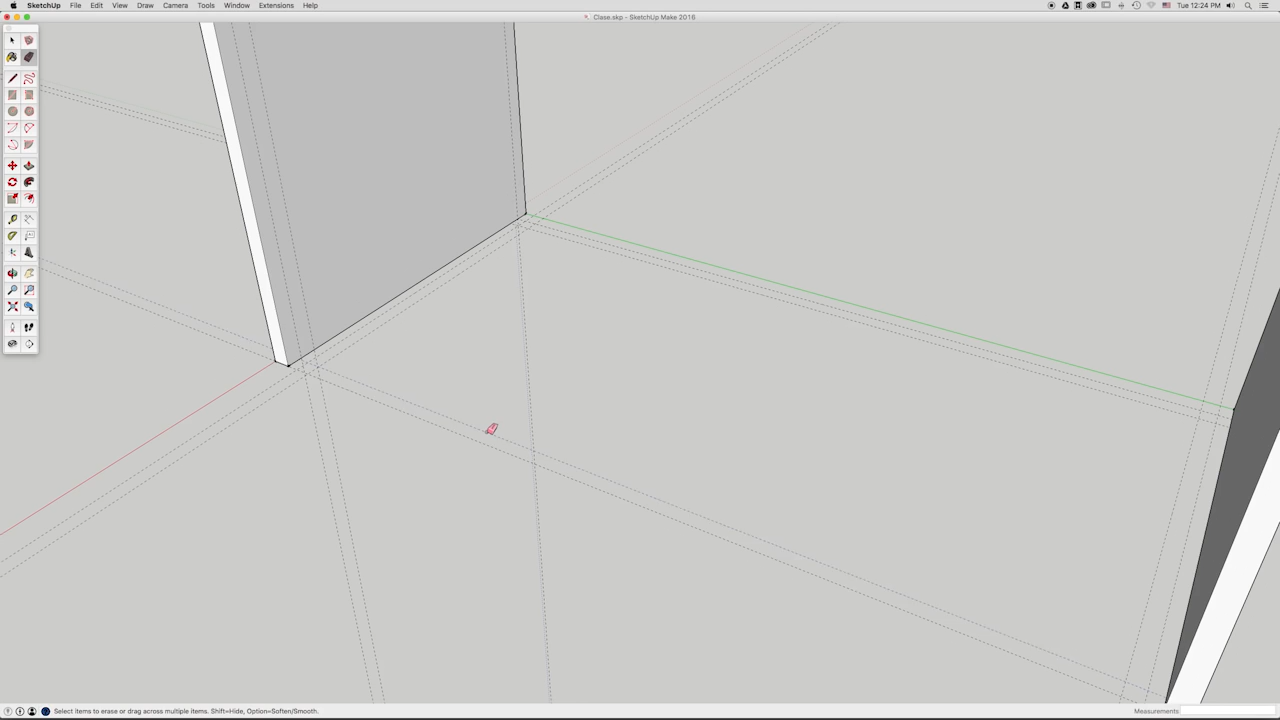 SketchUp File Edit View Draw Camera Tools Window Extensions Help Tue 12:24 PM
Clase.skp - SketchUp Make 2016
Select items to erase or drag across multiple items. Shift=Hide, Option=Soften/Smooth. Measurements